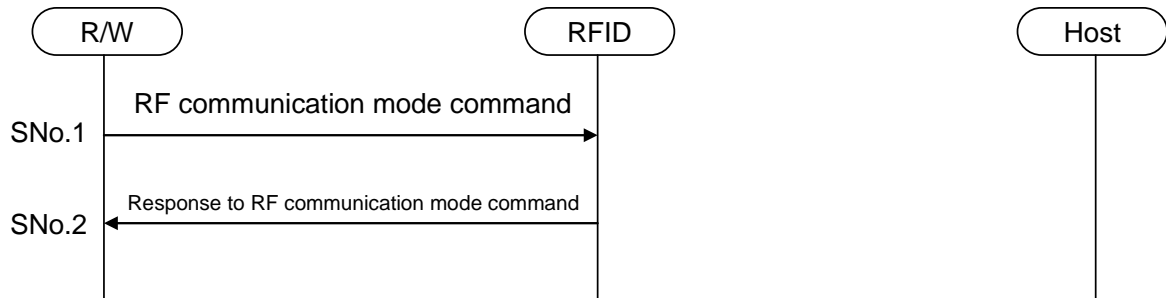 R/W
RFID
Host
RF communication mode command
SNo.1
Response to RF communication mode command
SNo.2